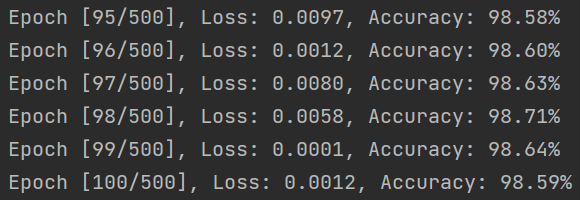 Epoch [95/500], Loss: 0.0097, Accuracy: 98.58%
Epoch [96/500], Loss: 0.0012, Accuracy: 98.60%
Epoch [97/500], Loss: 0.0080, Accuracy: 98.63%
Epoch [98/500], Loss: 0.0058, Accuracy: 98.71%
Epoch [99/500], Loss: 0.0001, Accuracy: 98.64%
Epoch [100/500], Loss: 0.0012, Accuracy: 98.59%